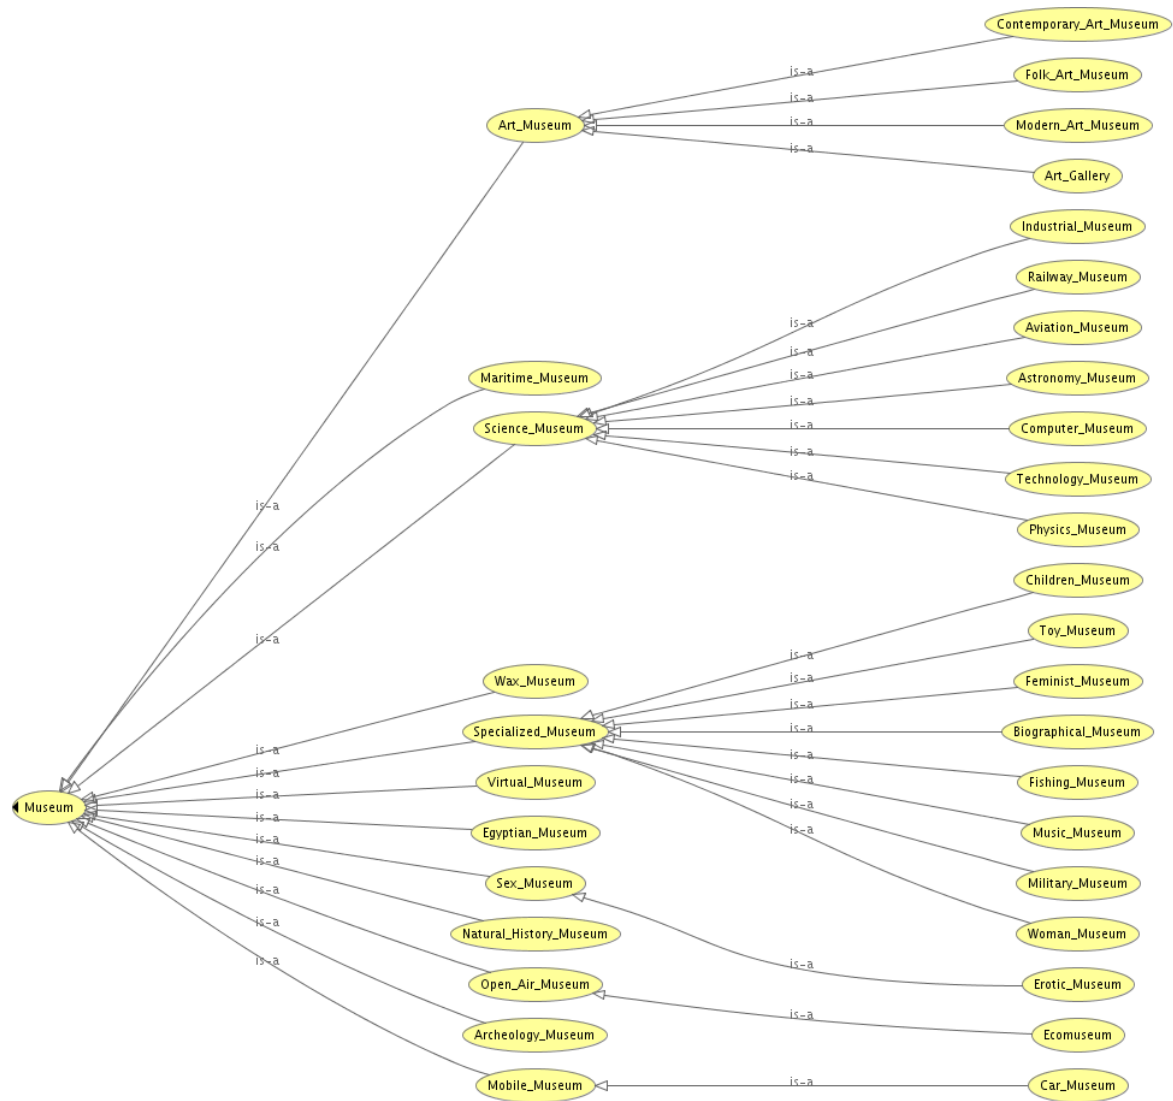 Contemporary_Art_Museum
is-a
Folk_Art_Museum
is-a
Art_Museum
is-a
Modern_Art_Museum
is-a
Art_Gallery
Industrial_Museum
Railway_Museum
is-a
Aviation_Museum
is-a
Maritime_Museum
is-a
Astronomy_Museum
is-a
Science_Museum
is-a
Computer_Museum
is-a
is-a
Technology_Museum
is-a
is-a
Physics_Museum
Children_Museum
is-a
Toy_Museum
is-a
Wax_Museum
is-a
Feminist_Museum
is-a
Specialized_Museum
is-a
Biographical_Museum
is-a
is-a
Virtual_Museum
is-a
Fishing_Museum
is-a
Museum
is-a
is-a
Egyptian_Museum
is-a
Music_Museum
is-a
is-a
Sex_Museum
is-a
Military_Museum
is-a
Natural_History_Museum
Woman_Museum
is-a
is-a
Open_Air_Museum
Erotic_Museum
is-a
Archeology_Museum
Ecomuseum
Mobile_Museum
is-a
Car_Museum